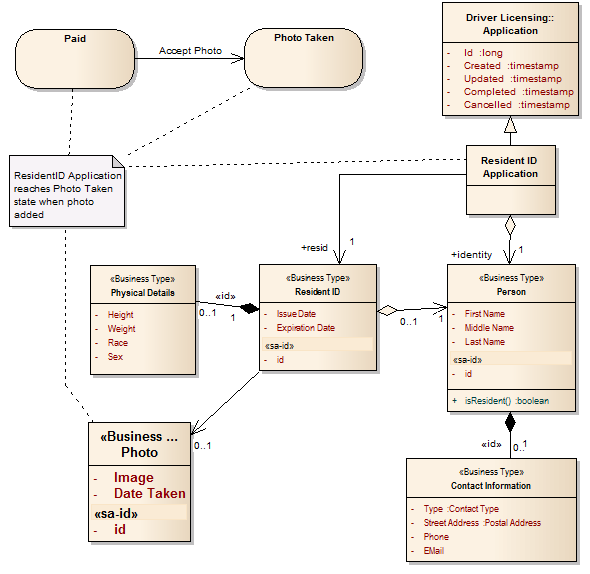 Paid
Accept Photo
Photo Taken
Driver Licensing::
Application
- Id :long
- Created :timestamp
- Updated :timestamp
- Completed :timestamp
- Cancelled :timestamp
ResidentID Application
reaches Photo Taken
state when photo
added
Resident ID
Application
+resid
1
+identity
1
«Business Type»
Physical Details
- Height
- Weight
- Race
- Sex
«id»
0..1
1
«Business Type»
Resident ID
- Issue Date
- Expiration Date
«sa-id»
- id
0..1
1
«Business Type»
Person
- First Name
- Middle Name
- Last Name
«sa-id»
- id
+ isResident() :boolean
0..1
«Business ...
Photo
- Image
- Date Taken
«sa-id»
- id
«id»
1
0..1
«Business Type»
Contact Information
- Type :Contact Type
- Street Address :Postal Address
- Phone
- EMail